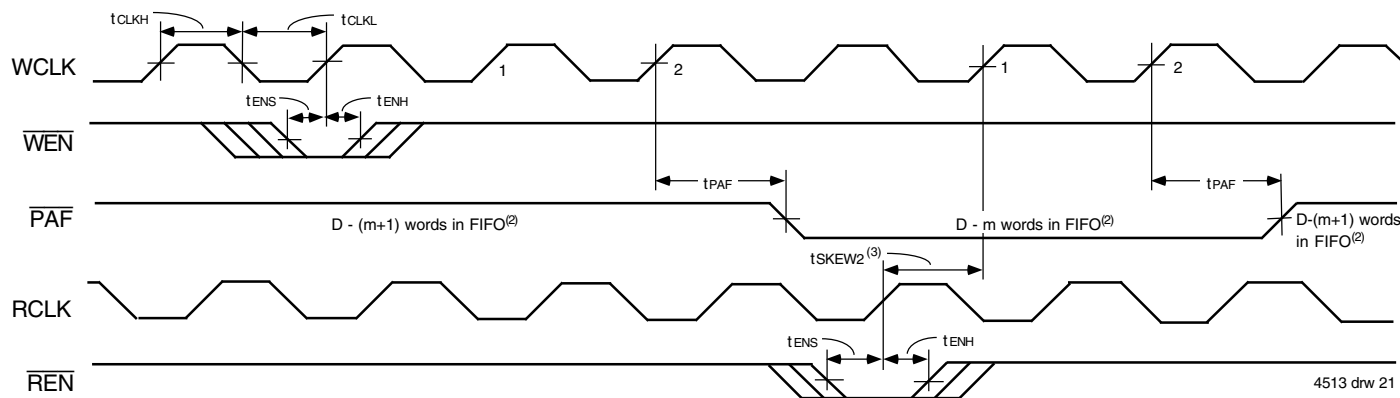 tCLKH tCLKL
WCLK 1 2 1 2
tENS tENH
WEN
tPAF tPAF
PAF
D - (m+1) words in FIFO(2) D - m words in FIFO(2) D-(m+1) words
in FIFO(2)
tSKEW2(3)
RCLK
tENS tENH
REN
4513 drw 21